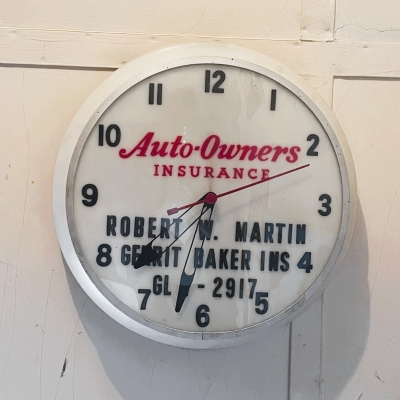 12
11 1
10 2
Auto-Owners
INSURANCE
9 3
ROBERT W. MARTIN
8 GERRIT BAKER INS 4
GL -2917
7 5
6